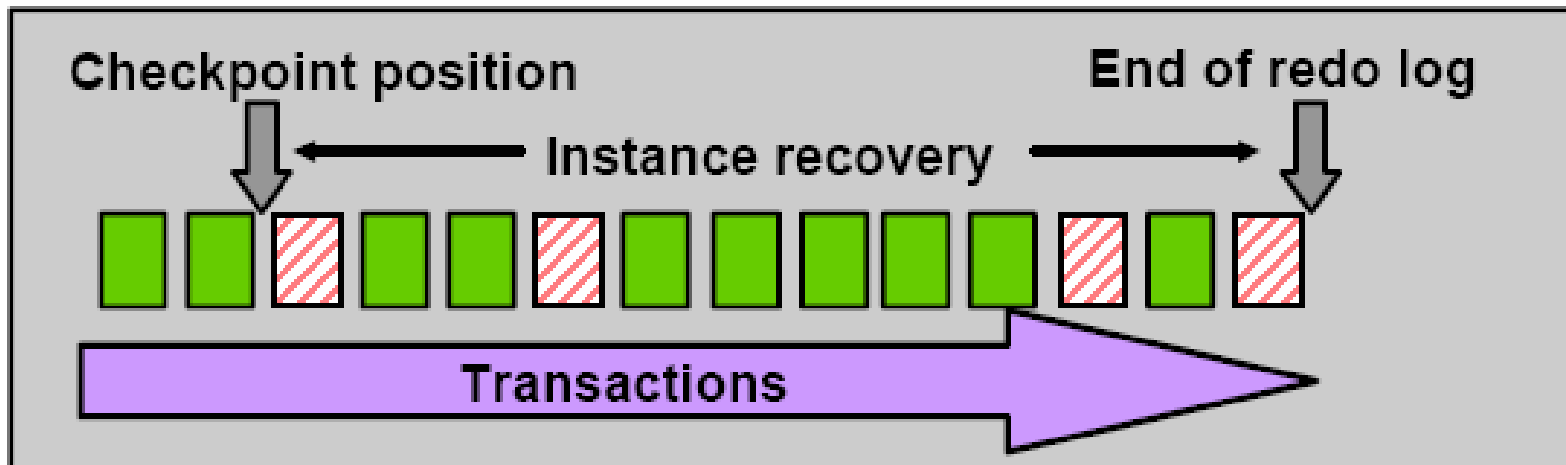 Checkpoint position
End of redo log
Instance recovery
Transactions